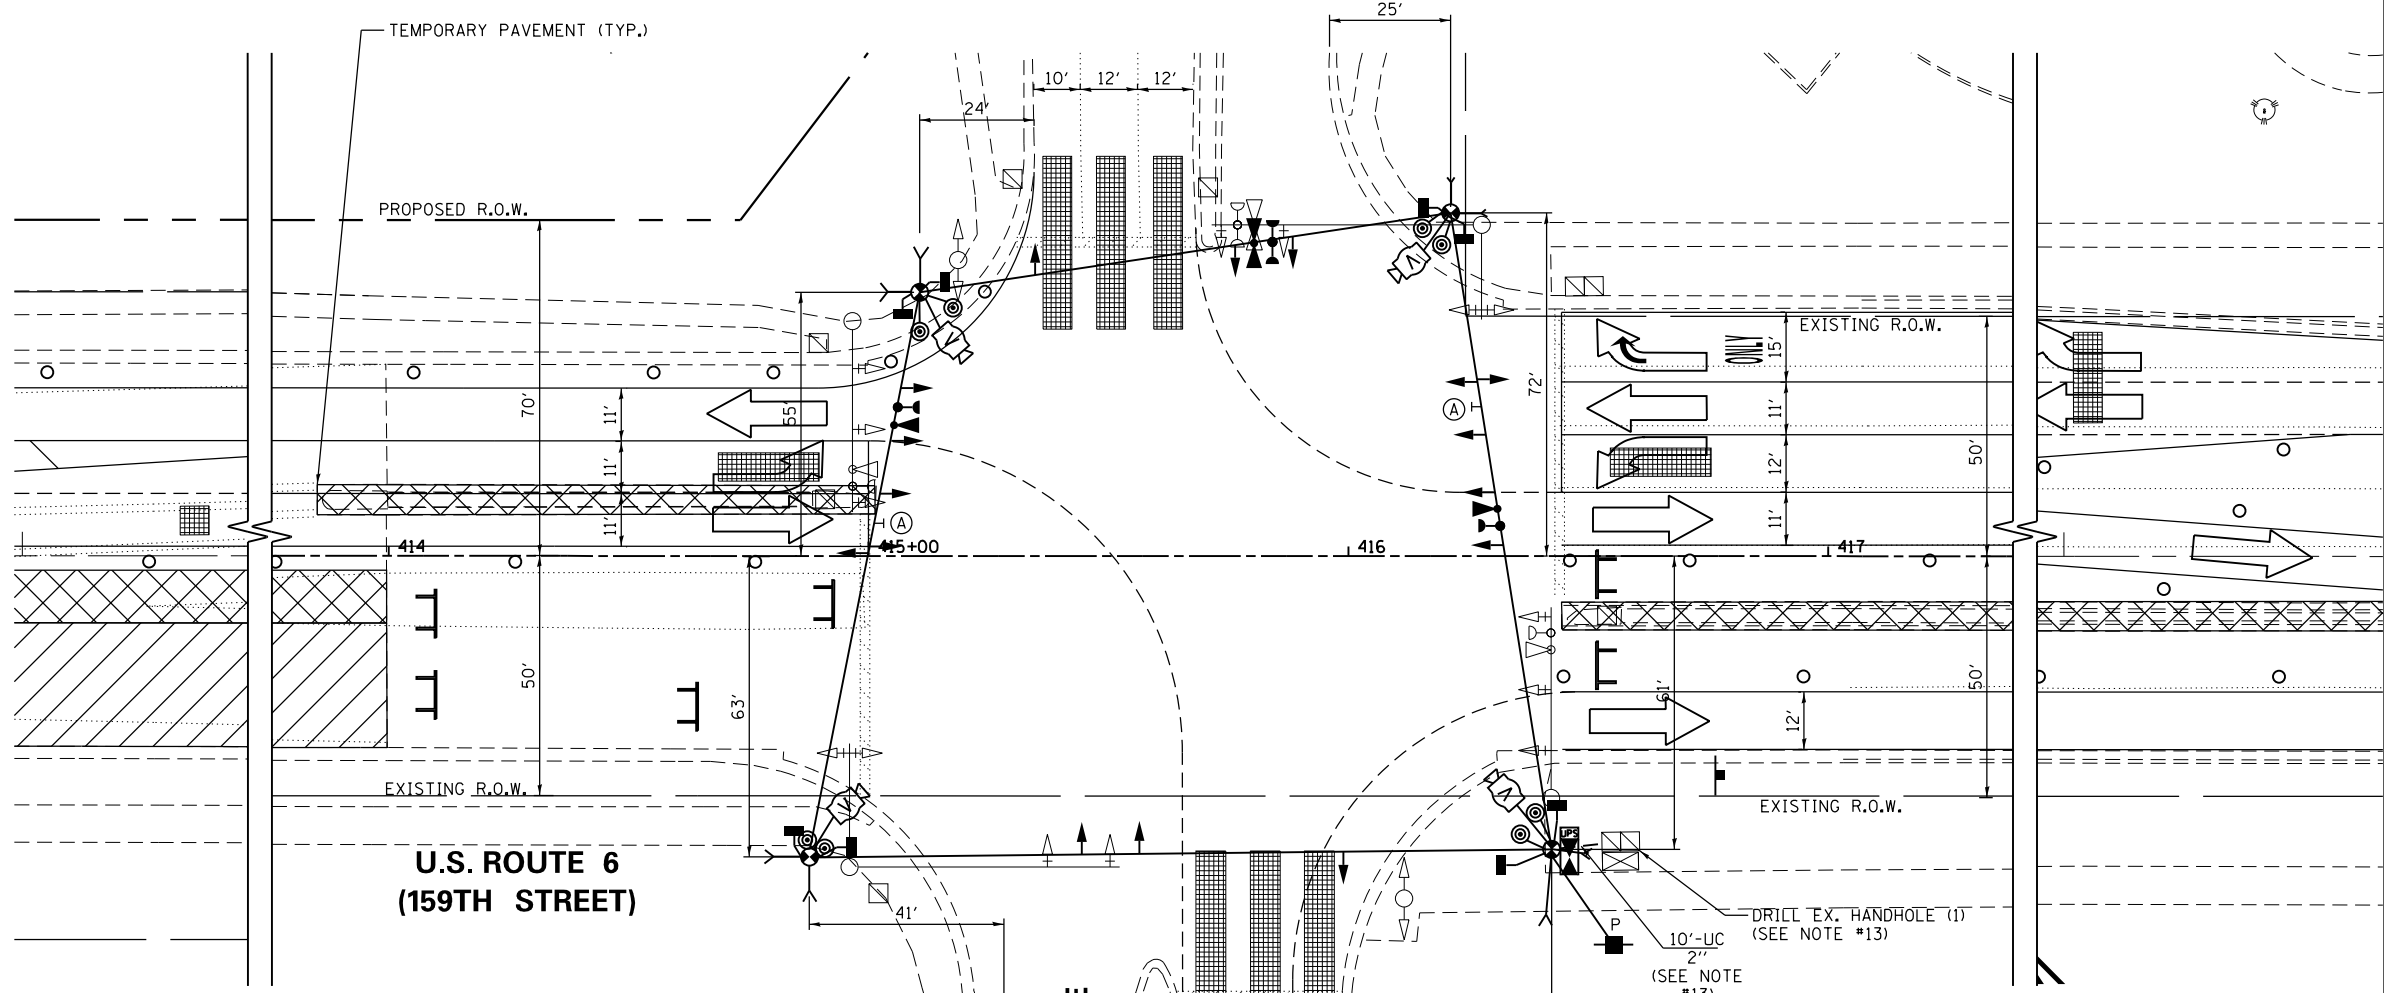 TEMPORARY PAVEMENT (TYP.)
25'
10'
12'
12'
24'
PROPOSED R.O.W.
EXISTING R.O.W.
70'
55'
11'
11'
11'
72'
15'
11'
12'
11'
50'
A
A
414
415+00
416
417
50'
63'
61'
12'
50'
EXISTING R.O.W.
EXISTING R.O.W.
V
V
V
V
UPS
U.S. ROUTE 6
(159TH STREET)
41'
P
DRILL EX. HANDHOLE (1)
(SEE NOTE #13)
10'-UC
2''
(SEE NOTE
#13)